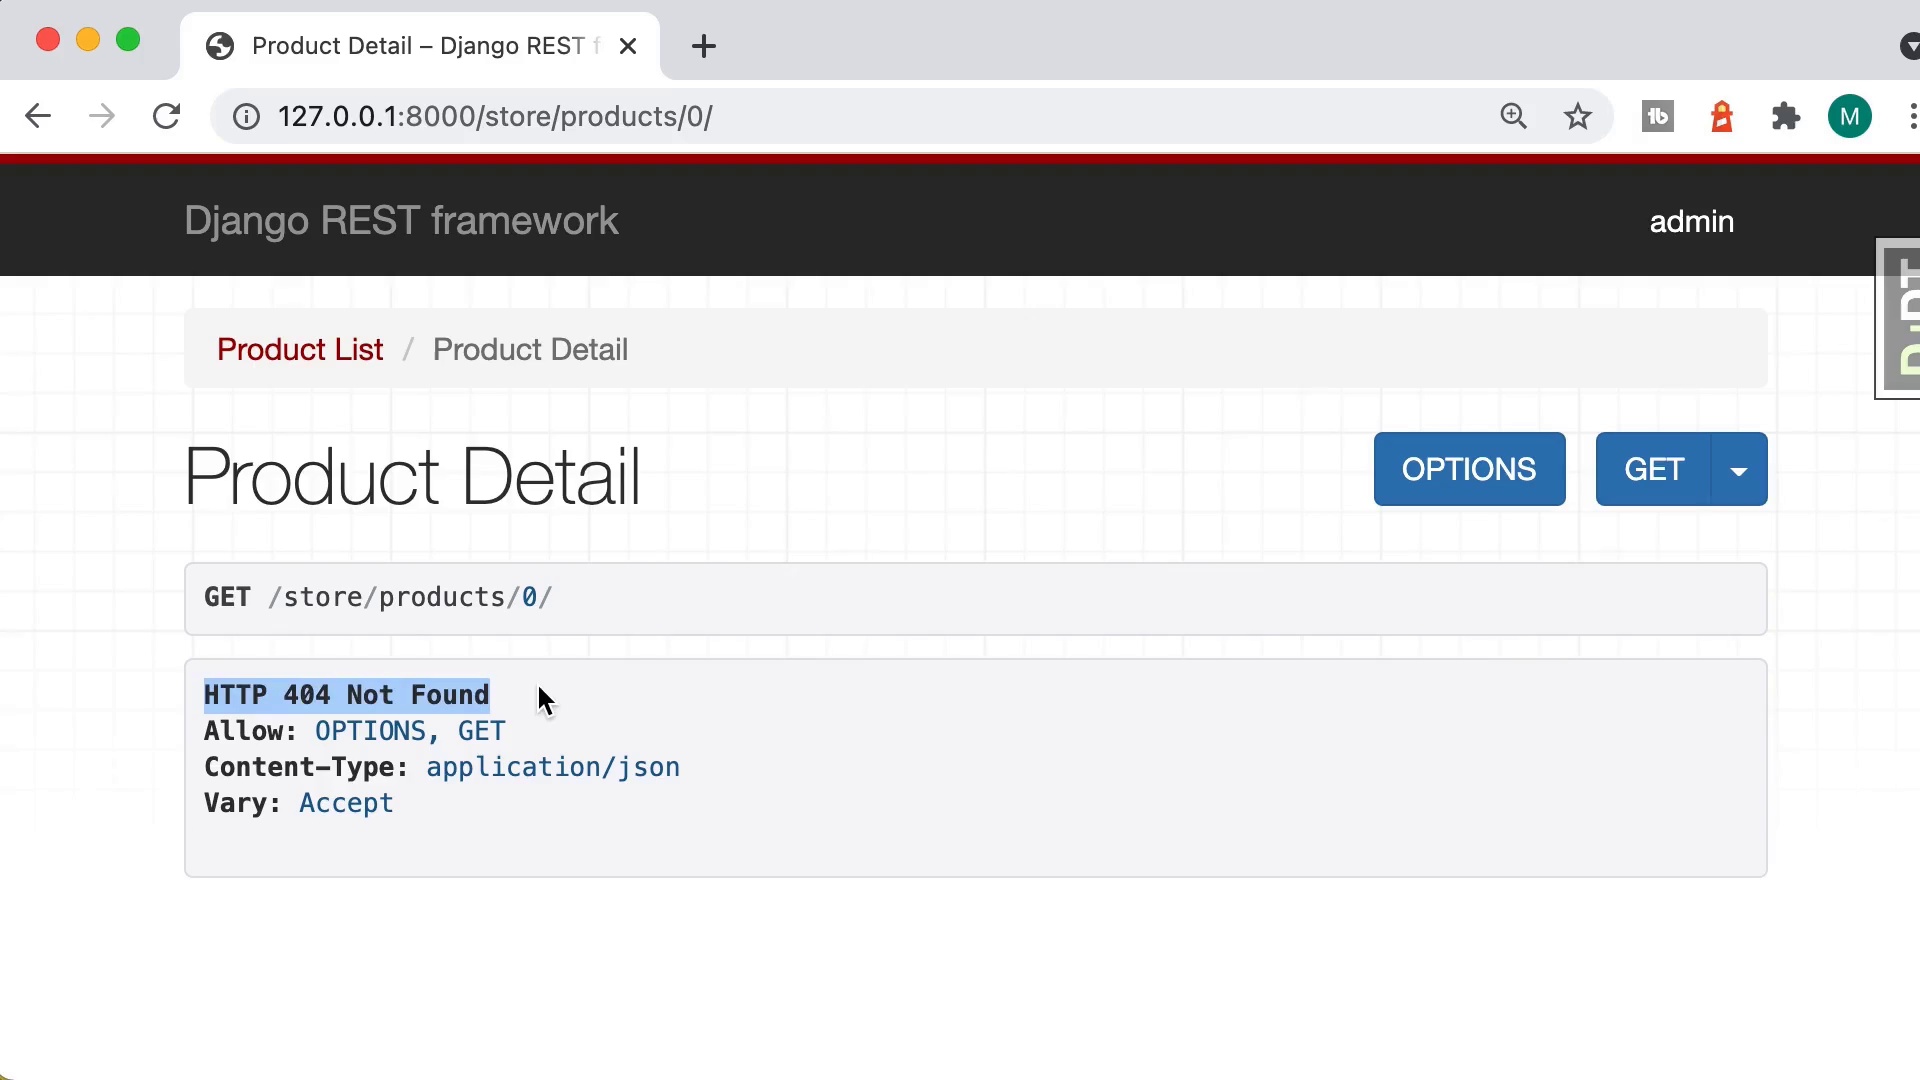 Product Detail – Django REST f
127.0.0.1:8000/store/products/0/
M
Django REST framework
admin
DjDT
Product List / Product Detail
Product Detail
OPTIONS
GET
GET /store/products/0/
HTTP 404 Not Found
Allow: OPTIONS, GET
Content-Type: application/json
Vary: Accept